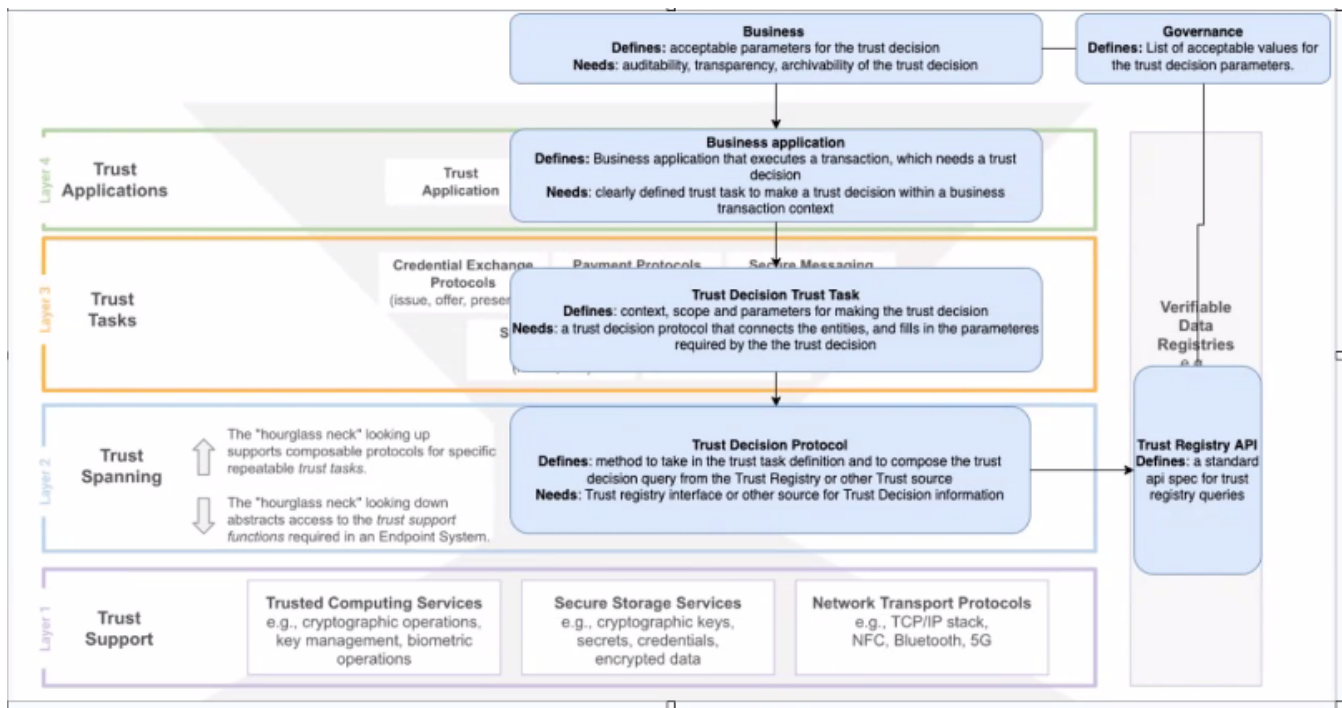 Business
Defines: acceptable parameters for the trust decision
Needs: auditability, transparency, archivability of the trust decision
Governance
Defines: List of acceptable values for
the trust decision parameters.
Layer 4
Trust
Applications
Trust
Application
Business application
Defines: Business application that executes a transaction, which needs a trust
decision
Needs: clearly defined trust task to make a trust decision within a business
transaction context
Layer 3
Trust
Tasks
Credential Exchange
Protocols
(issue, offer, presen
Payment Protocols
Secure Messaging
S
Trust Decision Trust Task
Defines: context, scope and parameters for making the trust decision
Needs: a trust decision protocol that connects the entities, and fills in the parameteres
required by the the trust decision
Verifiable
Data
Registries
e.g.
Layer 2
Trust
Spanning
The "hourglass neck" looking up
supports composable protocols for specific
repeatable trust tasks.
The "hourglass neck" looking down
abstracts access to the trust support
functions required in an Endpoint System.
Trust Decision Protocol
Defines: method to take in the trust task definition and to compose the trust
decision query from the Trust Registry or other Trust source
Needs: Trust registry interface or other source for Trust Decision information
Trust Registry API
Defines: a standard
api spec for trust
registry queries
Layer 1
Trust
Support
Trusted Computing Services
e.g., cryptographic operations,
key management, biometric
operations
Secure Storage Services
e.g., cryptographic keys,
secrets, credentials,
encrypted data
Network Transport Protocols
e.g., TCP/IP stack,
NFC, Bluetooth, 5G